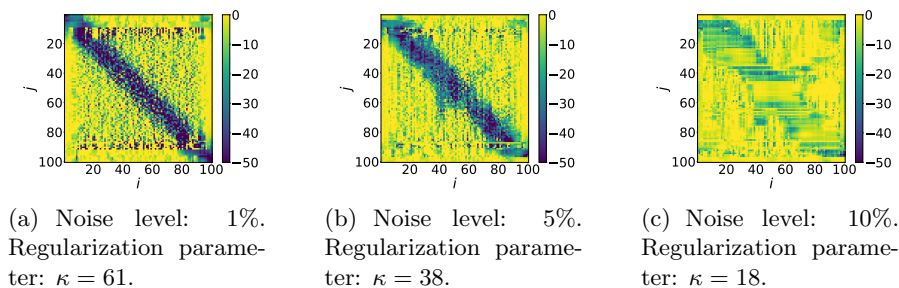 0
−10
−20
−30
−40
−50
20
40
60
80
100
j
20 40 60 80 100
i
0
−10
−20
−30
−40
−50
20
40
60
80
100
j
20 40 60 80 100
i
0
−10
−20
−30
−40
−50
20
40
60
80
100
j
20 40 60 80 100
i
(a) Noise level: 1%.
Regularization parame-
ter: κ = 61.
(b) Noise level: 5%.
Regularization parame-
ter: κ = 38.
(c) Noise level: 10%.
Regularization parame-
ter: κ = 18.